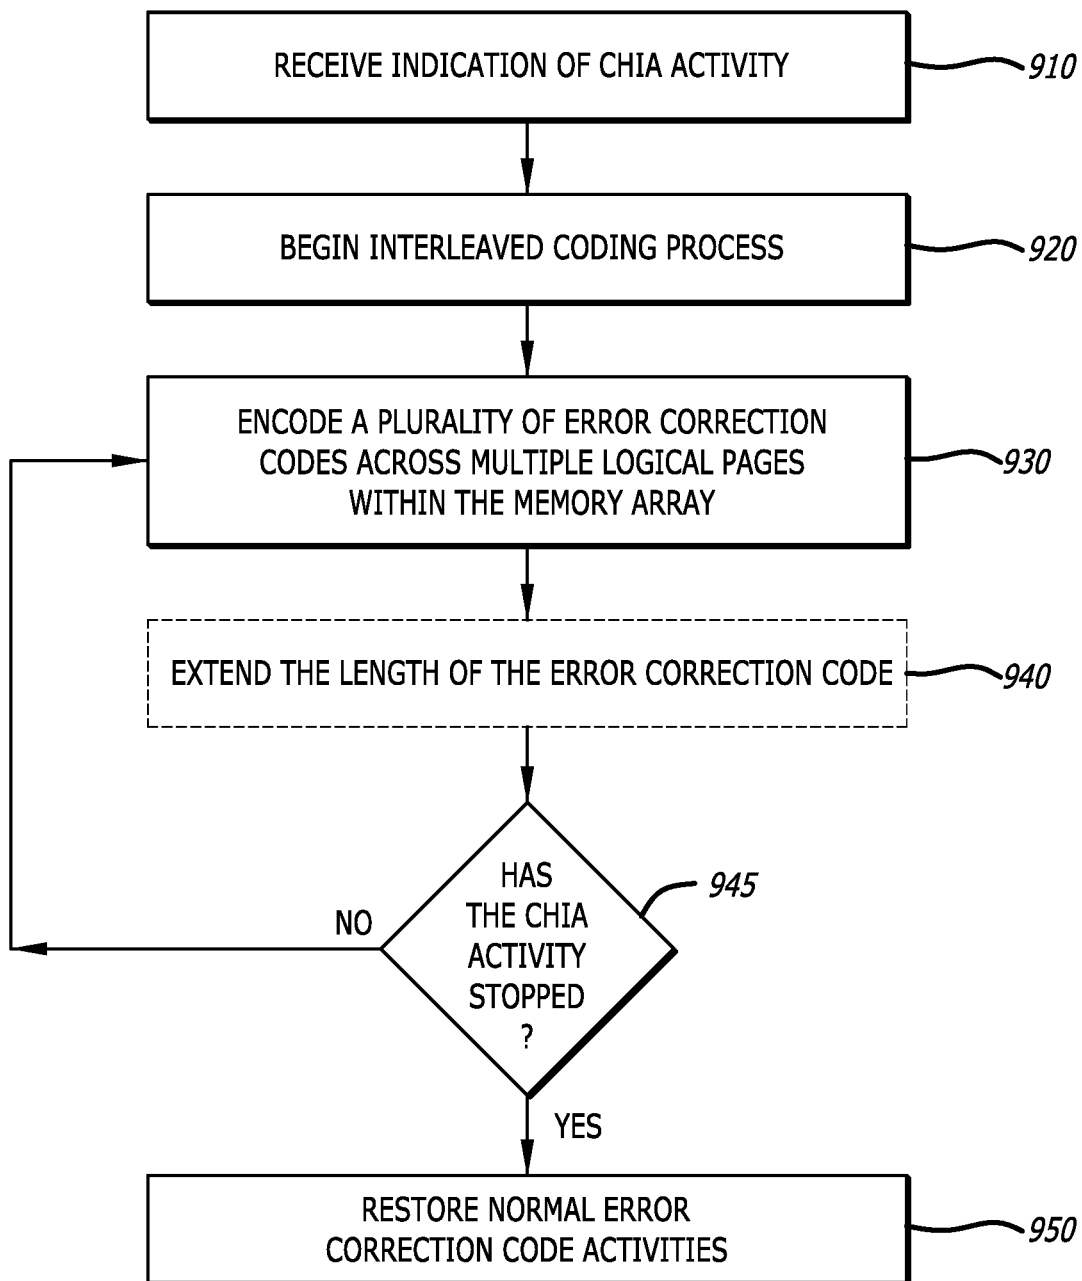 RECEIVE INDICATION OF CHIA ACTIVITY
910
BEGIN INTERLEAVED CODING PROCESS
920
ENCODE A PLURALITY OF ERROR CORRECTION
CODES ACROSS MULTIPLE LOGICAL PAGES
WITHIN THE MEMORY ARRAY
930
EXTEND THE LENGTH OF THE ERROR CORRECTION CODE
940
HAS
THE CHIA
ACTIVITY
STOPPED
?
945
NO
YES
RESTORE NORMAL ERROR
CORRECTION CODE ACTIVITIES
950